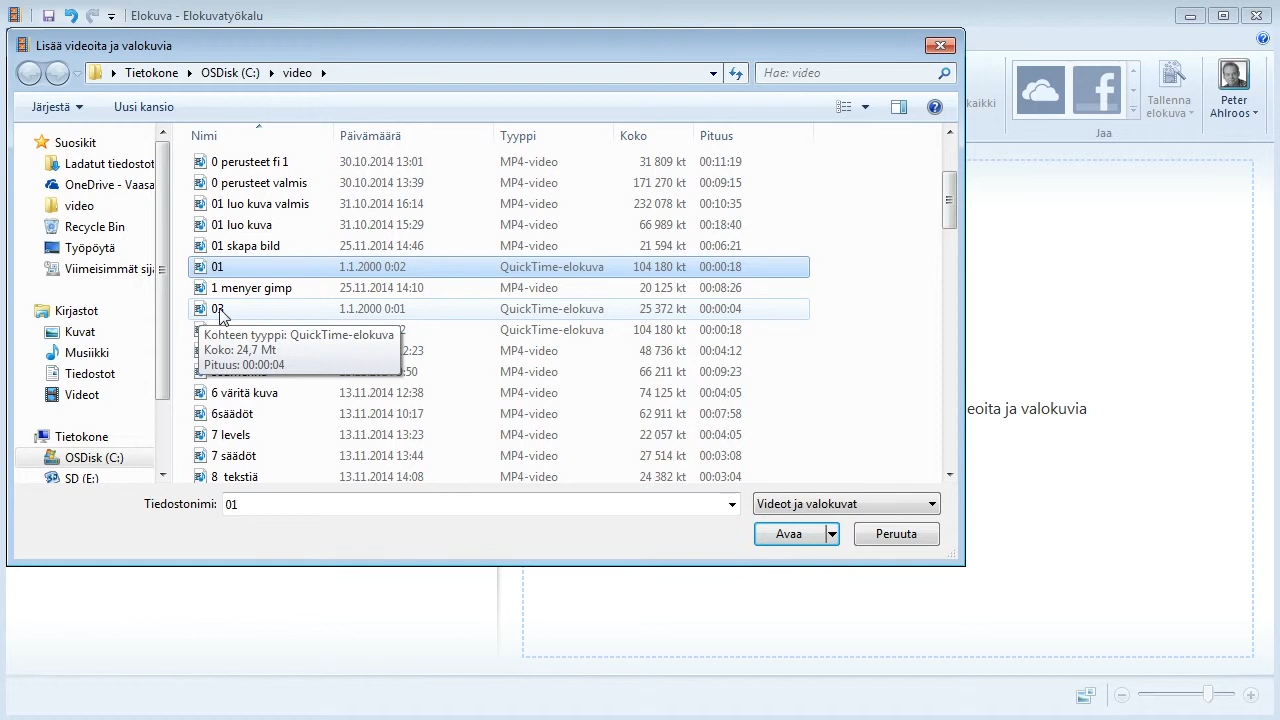 Elokuva - Elokuvatyökalu
Lisää videoita ja valokuvia
Tietokone OSDisk (C:) video
Hae: video
Järjestä Uusi kansio
kaikki
Tallenna elokuva
Peter Ahlroos
Jaa
Suosikit
Ladatut tiedostot
OneDrive - Vaasa
video
Recycle Bin
Työpöytä
Viimeisimmät sij
Kirjastot
Kuvat
Musiikki
Tiedostot
Videot
Tietokone
OSDisk (C:)
SD (E:)
Nimi Päivämäärä Tyyppi Koko Pituus
0 perusteet fi 1 30.10.2014 13:01 MP4-video 31 809 kt 00:11:19
0 perusteet valmis 30.10.2014 13:39 MP4-video 171 270 kt 00:09:15
01 luo kuva valmis 31.10.2014 16:14 MP4-video 232 078 kt 00:10:35
01 luo kuva 31.10.2014 15:29 MP4-video 66 989 kt 00:18:40
01 skapa bild 25.11.2014 14:46 MP4-video 21 594 kt 00:06:21
01 1.1.2000 0:02 QuickTime-elokuva 104 180 kt 00:00:18
1 menyer gimp 25.11.2014 14:10 MP4-video 20 125 kt 00:08:26
1.1.2000 0:01 QuickTime-elokuva 25 372 kt 00:00:04
2 QuickTime-elokuva 104 180 kt 00:00:18
Kohteen tyyppi: QuickTime-elokuva
Koko: 24,7 Mt
Pituus: 00:00:04
2:23 MP4-video 48 736 kt 00:04:12
:50 MP4-video 66 211 kt 00:09:23
6 väritä kuva 13.11.2014 12:38 MP4-video 74 125 kt 00:04:05
6säädöt 13.11.2014 10:17 MP4-video 62 911 kt 00:07:58
7 levels 13.11.2014 13:23 MP4-video 22 057 kt 00:04:05
7 säädöt 13.11.2014 13:44 MP4-video 27 514 kt 00:03:08
8 tekstiä 13.11.2014 14:08 MP4-video 24 382 kt 00:03:04
eoita ja valokuvia
Tiedostonimi: 01 Videot ja valokuvat
Avaa Peruuta